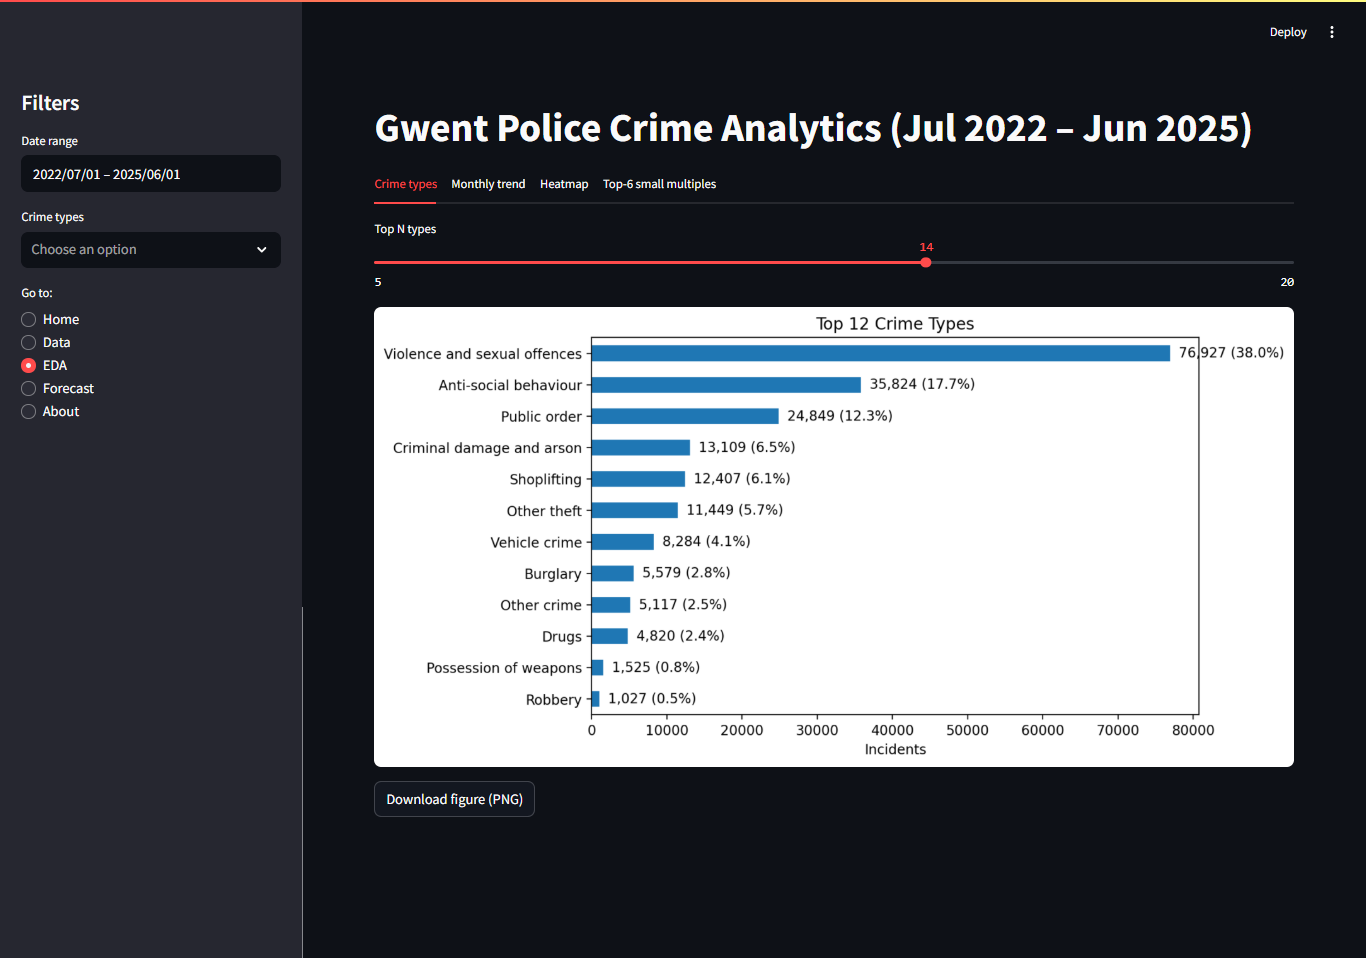 Deploy
Filters
Date range
2022/07/01 – 2025/06/01
Crime types
Choose an option
Go to:
Home
Data
EDA
Forecast
About
Gwent Police Crime Analytics (Jul 2022 – Jun 2025)
Crime types Monthly trend Heatmap Top-6 small multiples
Top N types
14
5 20
Top 12 Crime Types
Violence and sexual offences 76,927 (38.0%)
Anti-social behaviour 35,824 (17.7%)
Public order 24,849 (12.3%)
Criminal damage and arson 13,109 (6.5%)
Shoplifting 12,407 (6.1%)
Other theft 11,449 (5.7%)
Vehicle crime 8,284 (4.1%)
Burglary 5,579 (2.8%)
Other crime 5,117 (2.5%)
Drugs 4,820 (2.4%)
Possession of weapons 1,525 (0.8%)
Robbery 1,027 (0.5%)
0 10000 20000 30000 40000 50000 60000 70000 80000
Incidents
Download figure (PNG)